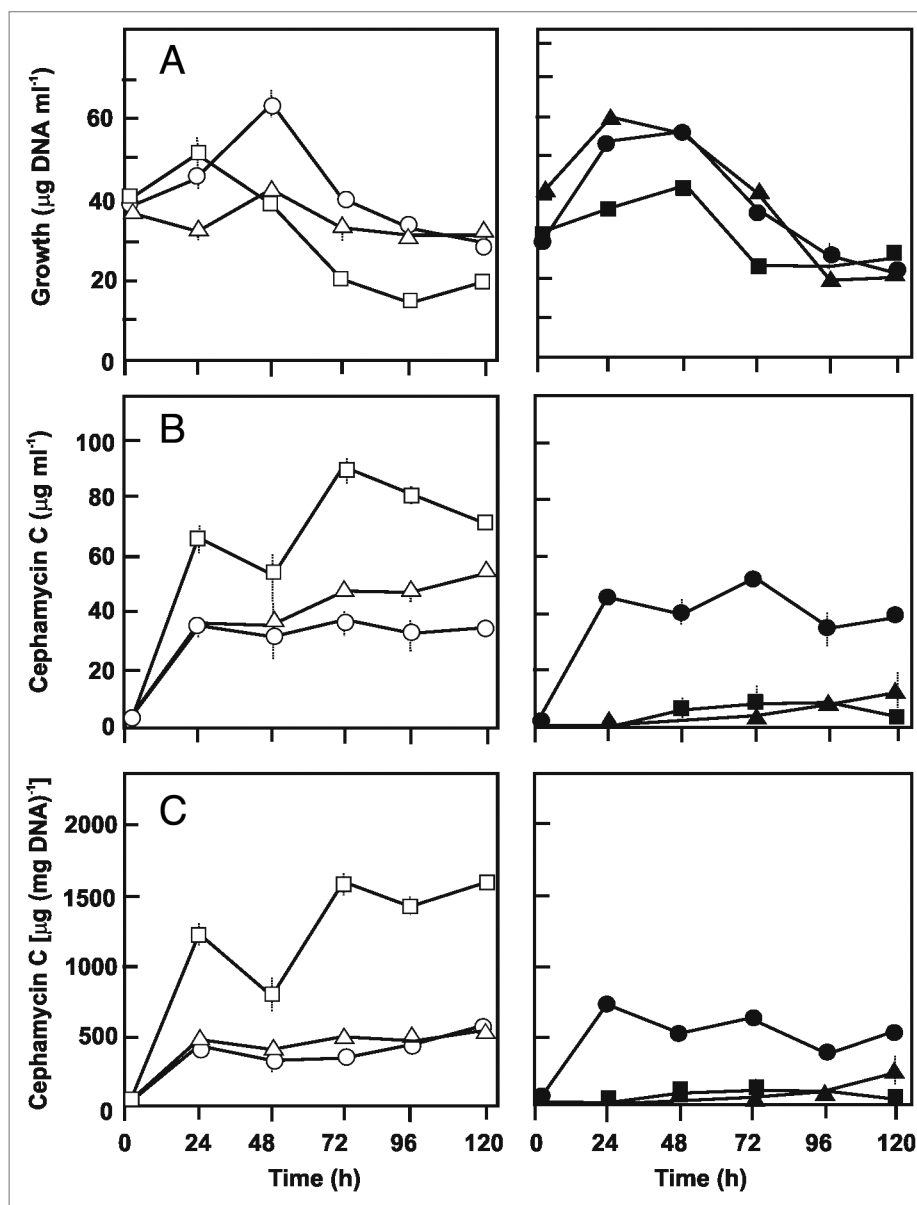 A
Growth (µg DNA ml⁻¹)
60
40
20
0
B
Cephamycin C (µg ml⁻¹)
100
80
60
40
20
0
C
Cephamycin C [µg (mg DNA)⁻¹]
2000
1500
1000
500
0
0 24 48 72 96 120
Time (h)
0 24 48 72 96 120
Time (h)